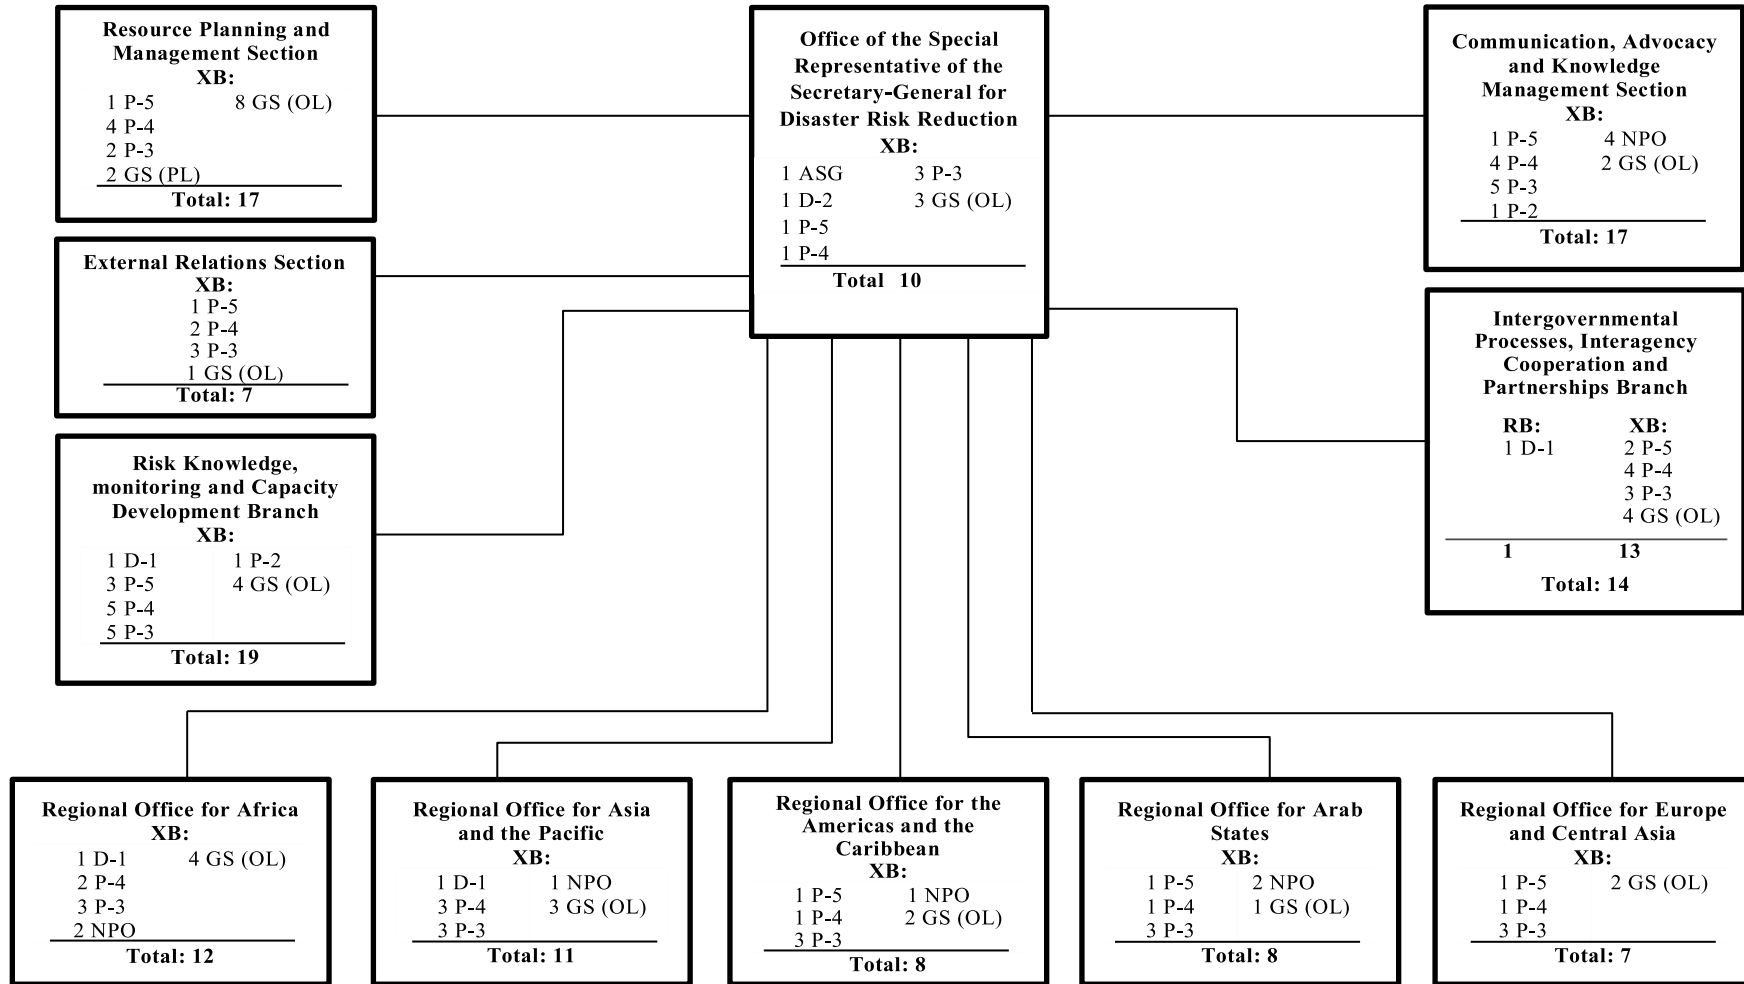 Resource Planning and
Management Section
XB:
1 P-5 8 GS (OL)
4 P-4
2 P-3
2 GS (PL)
Total: 17
Office of the Special
Representative of the
Secretary-General for
Disaster Risk Reduction
XB:
1 ASG 3 P-3
1 D-2 3 GS (OL)
1 P-5
1 P-4
Total 10
Communication, Advocacy
and Knowledge
Management Section
XB:
1 P-5 4 NPO
4 P-4 2 GS (OL)
5 P-3
1 P-2
Total: 17
External Relations Section
XB:
1 P-5
2 P-4
3 P-3
1 GS (OL)
Total: 7
Intergovernmental
Processes, Interagency
Cooperation and
Partnerships Branch
RB: XB:
1 D-1 2 P-5
4 P-4
3 P-3
4 GS (OL)
1 13
Total: 14
Risk Knowledge,
monitoring and Capacity
Development Branch
XB:
1 D-1 1 P-2
3 P-5 4 GS (OL)
5 P-4
5 P-3
Total: 19
Regional Office for Africa
XB:
1 D-1 4 GS (OL)
2 P-4
3 P-3
2 NPO
Total: 12
Regional Office for Asia
and the Pacific
XB:
1 D-1 1 NPO
3 P-4 3 GS (OL)
3 P-3
Total: 11
Regional Office for the
Americas and the
Caribbean
XB:
1 P-5 1 NPO
1 P-4 2 GS (OL)
3 P-3
Total: 8
Regional Office for Arab
States
XB:
1 P-5 2 NPO
1 P-4 1 GS (OL)
3 P-3
Total: 8
Regional Office for Europe
and Central Asia
XB:
1 P-5 2 GS (OL)
1 P-4
3 P-3
Total: 7